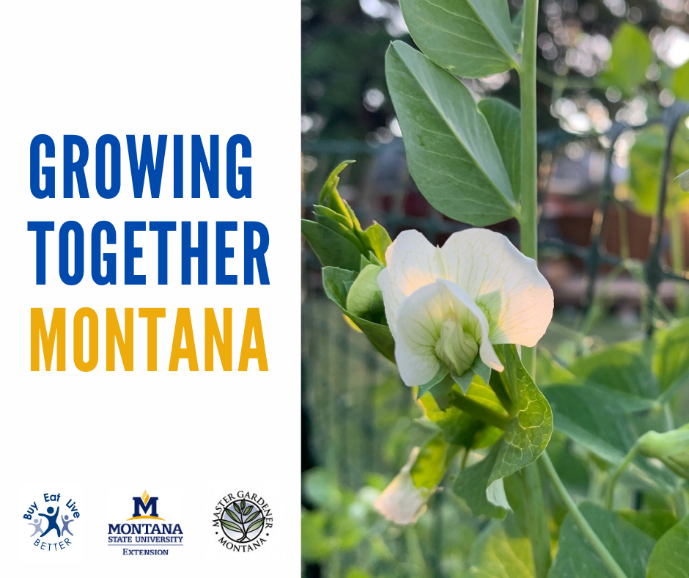 GROWING
TOGETHER
MONTANA
Buy Eat Live
BETTER
M
MONTANA
STATE UNIVERSITY
EXTENSION
MASTER GARDENER
MONTANA